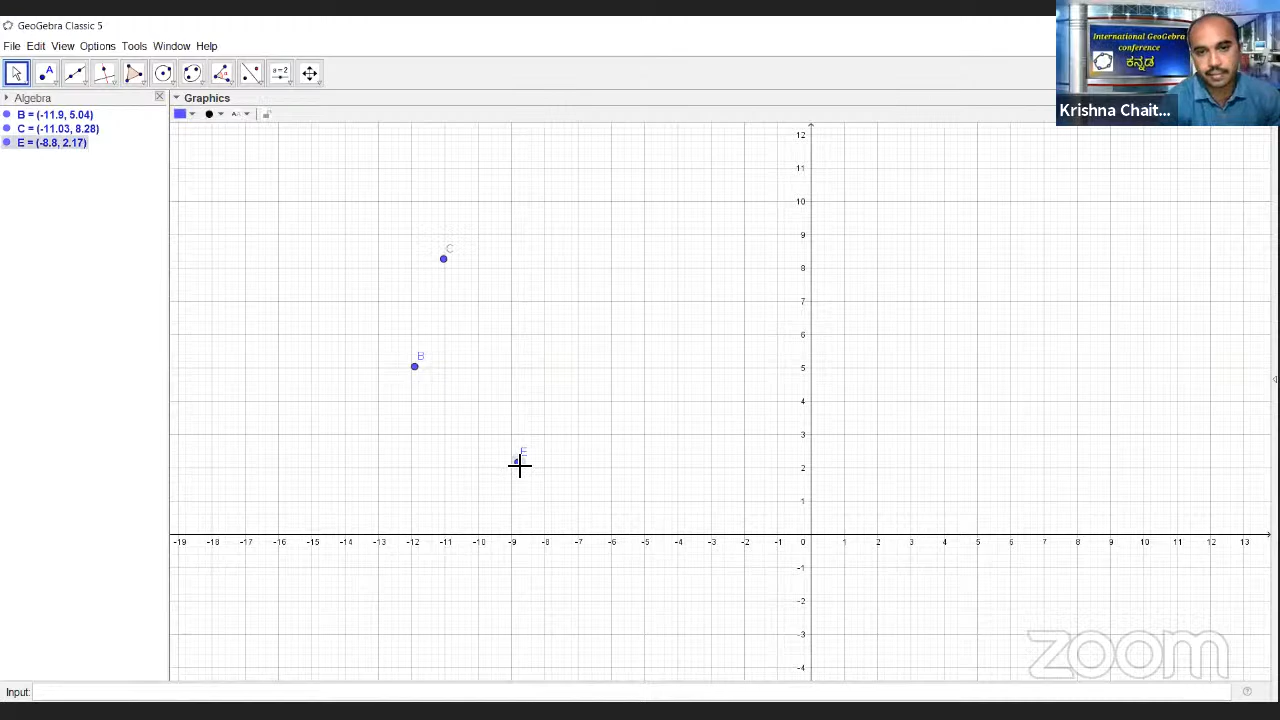 GeoGebra Classic 5
File Edit View Options Tools Window Help
A
a=2
Algebra
Graphics
B = (-11.9, 5.04)
C = (-11.03, 8.28)
E = (-8.8, 2.17)
12
11
10
9
8
7
6
5
4
3
2
1
-19 -18 -17 -16 -15 -14 -13 -12 -11 -10 -9 -8 -7 -6 -5 -4 -3 -2 -1 0 1 2 3 4 5 6 7 8 9 10 11 12 13
-1
-2
-3
-4
C
B
E
Input:
International GeoGebra
conference
ಕನ್ನಡ
Krishna Chait...
zoom